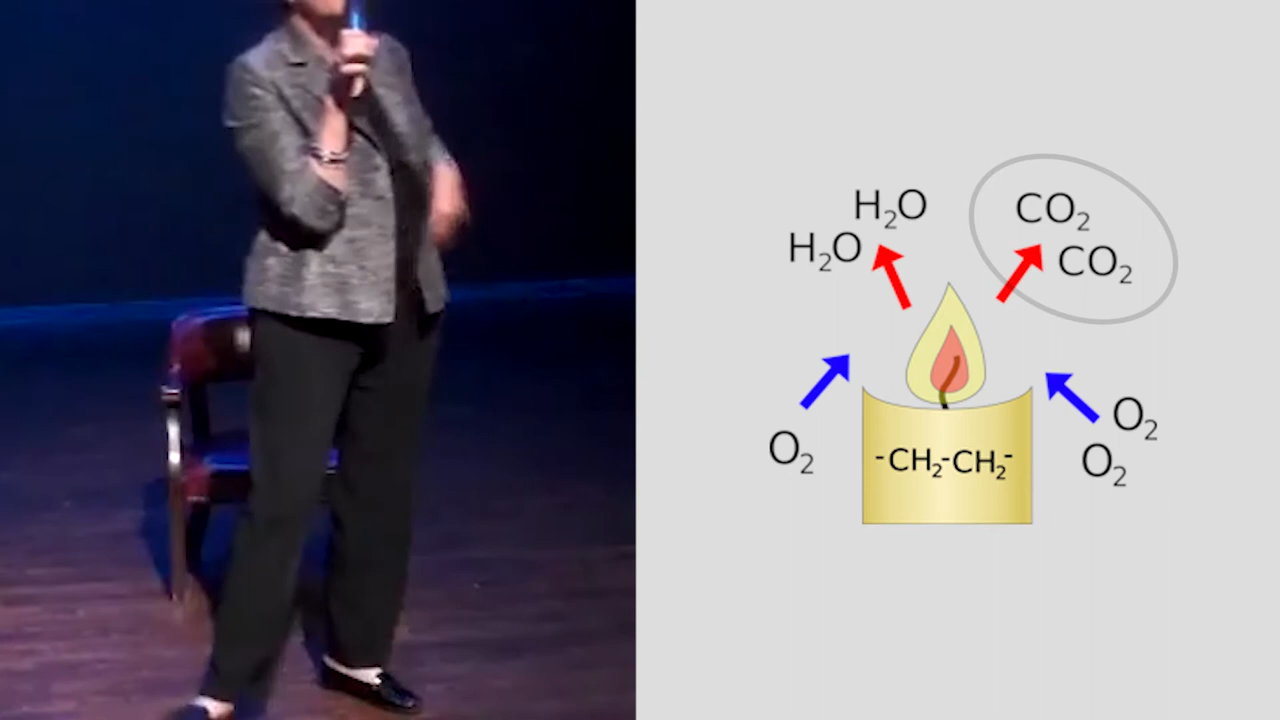 H₂O
H₂O
CO₂
CO₂
O₂
O₂
O₂
-CH₂-CH₂-